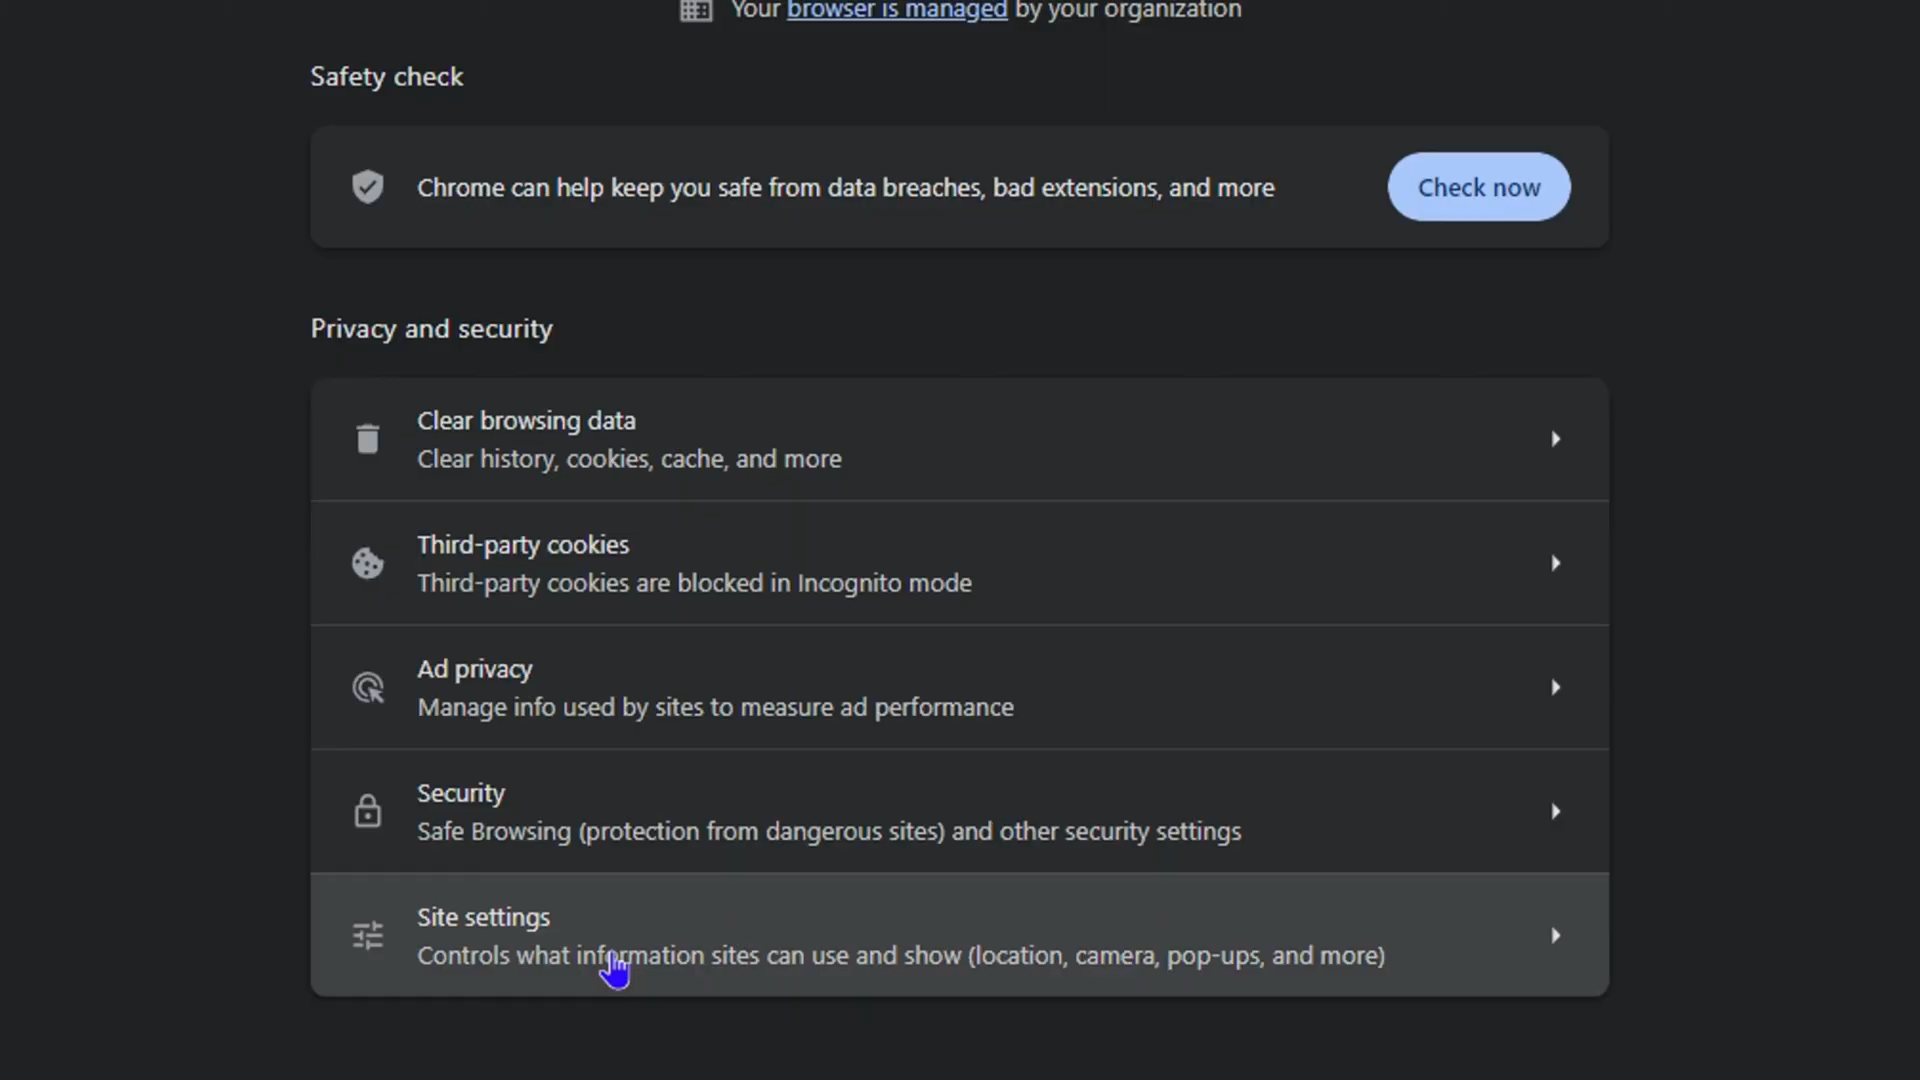 Your browser is managed by your organization
Safety check
Chrome can help keep you safe from data breaches, bad extensions, and more
Check now
Privacy and security
Clear browsing data
Clear history, cookies, cache, and more
Third-party cookies
Third-party cookies are blocked in Incognito mode
Ad privacy
Manage info used by sites to measure ad performance
Security
Safe Browsing (protection from dangerous sites) and other security settings
Site settings
Controls what information sites can use and show (location, camera, pop-ups, and more)